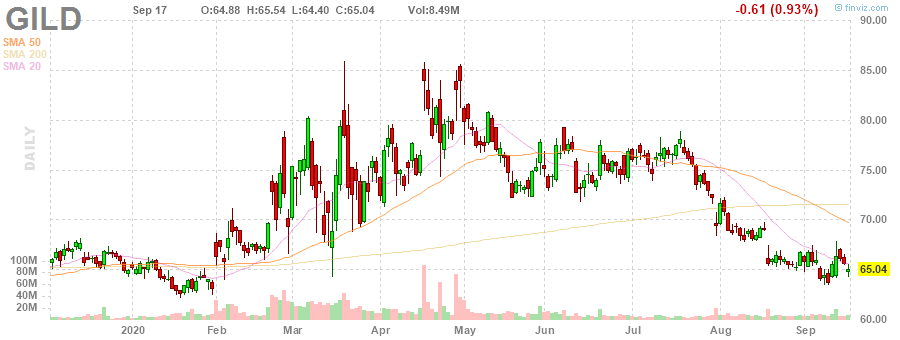 GILD
Sep 17 O:64.88 H:65.54 L:64.40 C:65.04 Vol:8.49M -0.61 (0.93%) © finviz.com
SMA 50
SMA 200
SMA 20
DAILY
90.00
85.00
80.00
75.00
70.00
65.04
60.00
100M
80M
60M
40M
20M
2020 Feb Mar Apr May Jun Jul Aug Sep